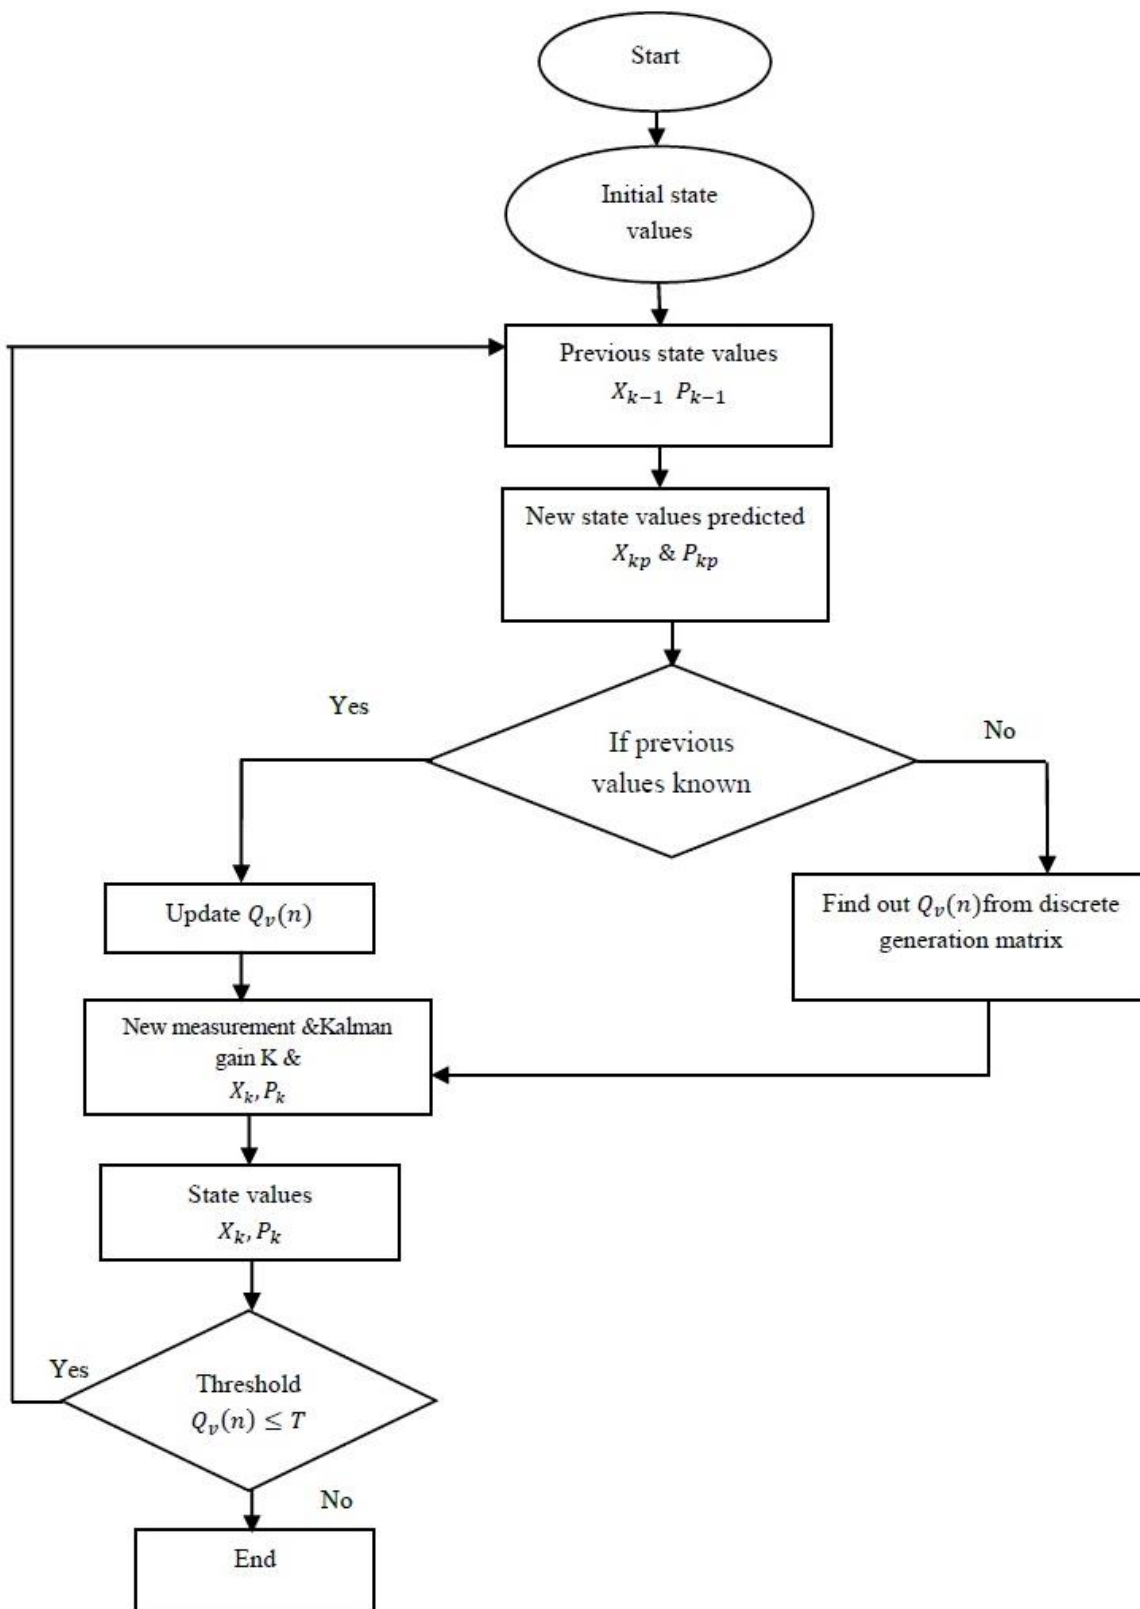 Start
Initial state
values
Previous state values
X_{k−1} P_{k−1}
New state values predicted
X_{kp} & P_{kp}
Yes
No
If previous
values known
Update Q_v(n)
Find out Q_v(n)from discrete
generation matrix
New measurement &Kalman
gain K &
X_k, P_k
State values
X_k, P_k
Yes
Threshold
Q_v(n) ≤ T
No
End